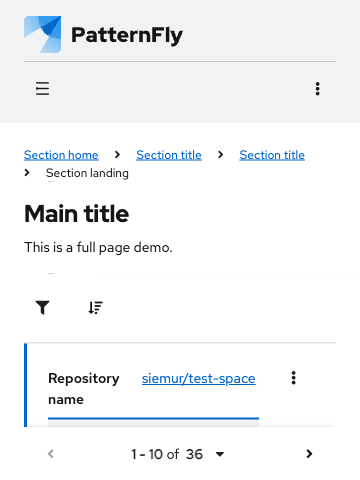 PatternFly
Section home Section title Section title
Section landing
Main title
This is a full page demo.
Repository siemur/test-space
name
1 - 10 of 36